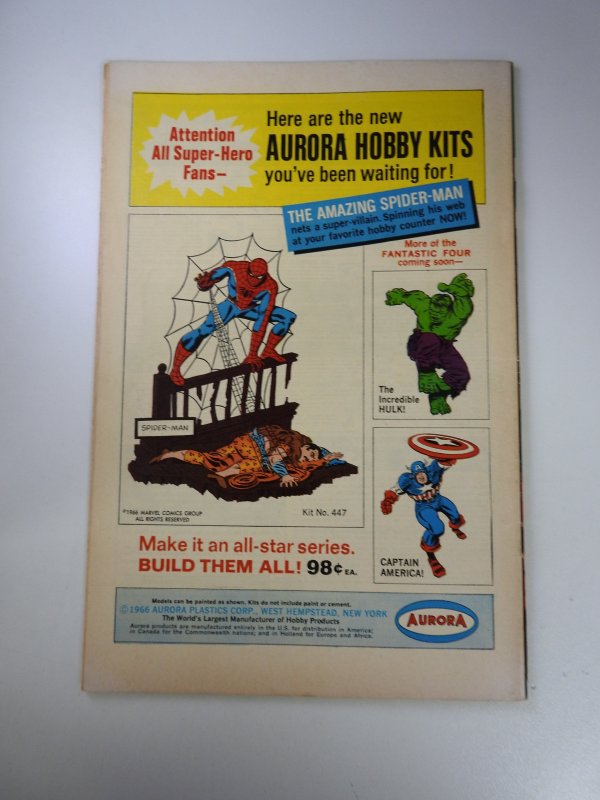 Attention
All Super-Hero
Fans—
Here are the new
AURORA HOBBY KITS
you've been waiting for!
THE AMAZING SPIDER-MAN
nets a super-villain. Spinning his web
at your favorite hobby counter NOW!
More of the
FANTASTIC FOUR
coming soon—
The
Incredible
HULK!
SPIDER-MAN
©1966 MARVEL COMICS GROUP
ALL RIGHTS RESERVED
Kit No. 447
CAPTAIN
AMERICA!
Make it an all-star series.
BUILD THEM ALL! 98¢ EA.
Models can be painted as shown. Kits do not include paint or cement.
©1966 AURORA PLASTICS CORP., WEST HEMPSTEAD, NEW YORK
The World's Largest Manufacturer of Hobby Products
Aurora products are manufactured entirely in the U.S. for distribution in America;
in Canada for the Commonwealth nations; and in Holland for Europe and Africa.
AURORA